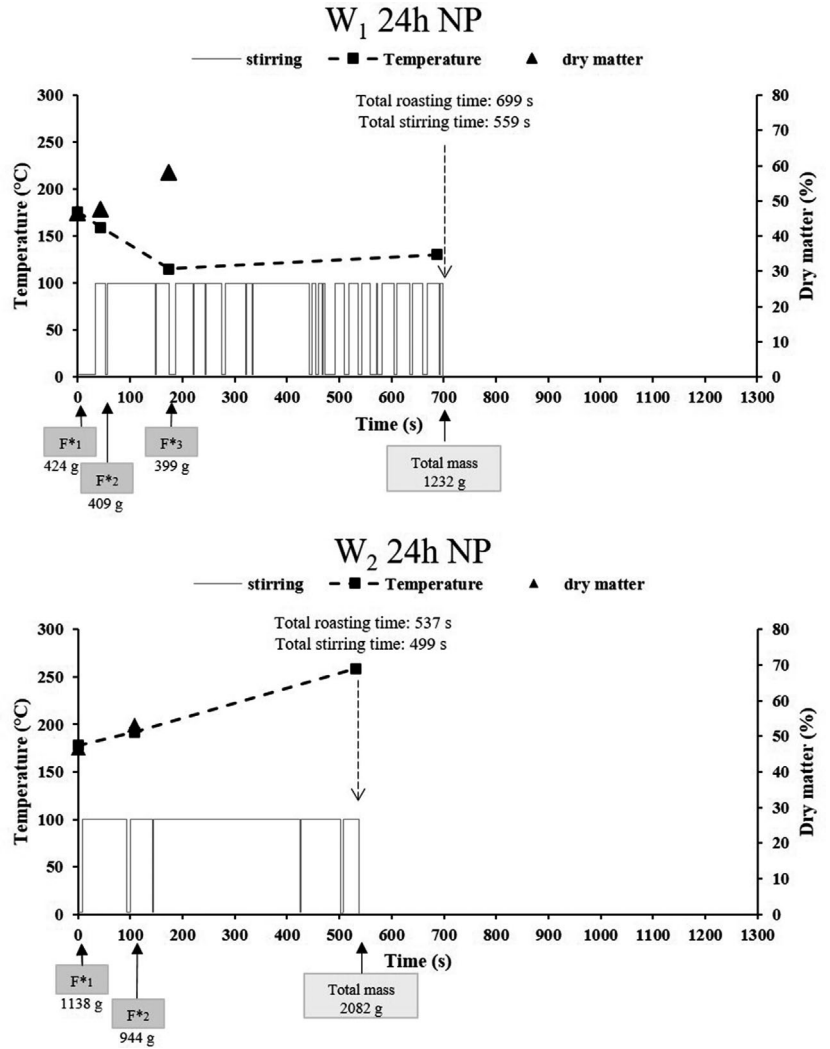 W₁ 24h NP
stirring Temperature dry matter
Total roasting time: 699 s
Total stirring time: 559 s
Temperature (°C)
300
250
200
150
100
50
0
Dry matter (%)
80
70
60
50
40
30
20
10
0
0 100 200 300 400 500 600 700 800 900 1000 1100 1200 1300
Time (s)
F*1
424 g
F*2
409 g
F*3
399 g
Total mass
1232 g
W₂ 24h NP
stirring Temperature dry matter
Total roasting time: 537 s
Total stirring time: 499 s
Temperature (°C)
300
250
200
150
100
50
0
Dry matter (%)
80
70
60
50
40
30
20
10
0
0 100 200 300 400 500 600 700 800 900 1000 1100 1200 1300
Time (s)
F*1
1138 g
F*2
944 g
Total mass
2082 g